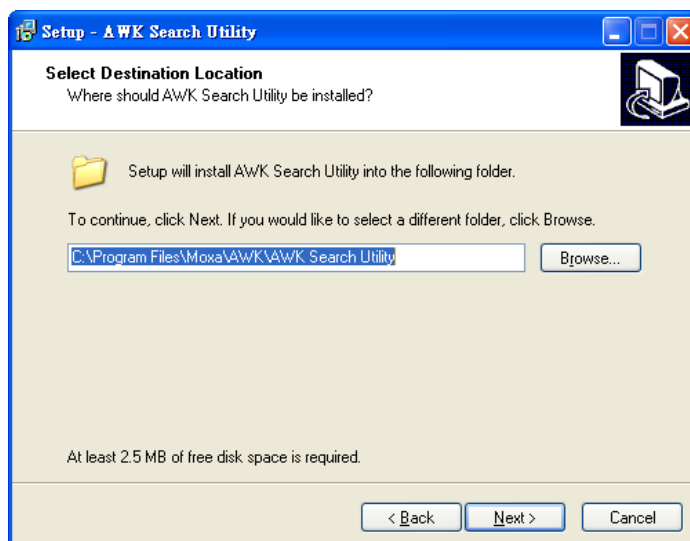 Setup - AWK Search Utility
Select Destination Location
Where should AWK Search Utility be installed?
Setup will install AWK Search Utility into the following folder.
To continue, click Next. If you would like to select a different folder, click Browse.
C:\Program Files\Moxa\AWK\AWK Search Utility
Browse...
At least 2.5 MB of free disk space is required.
< Back
Next >
Cancel